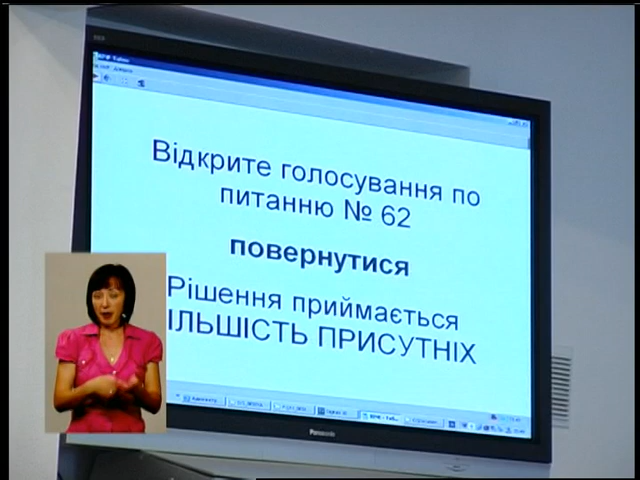 Відкрите голосування по
питанню № 62
повернутися
Рішення приймається
ІЛЬШІСТЬ ПРИСУТНІХ
Panasonic